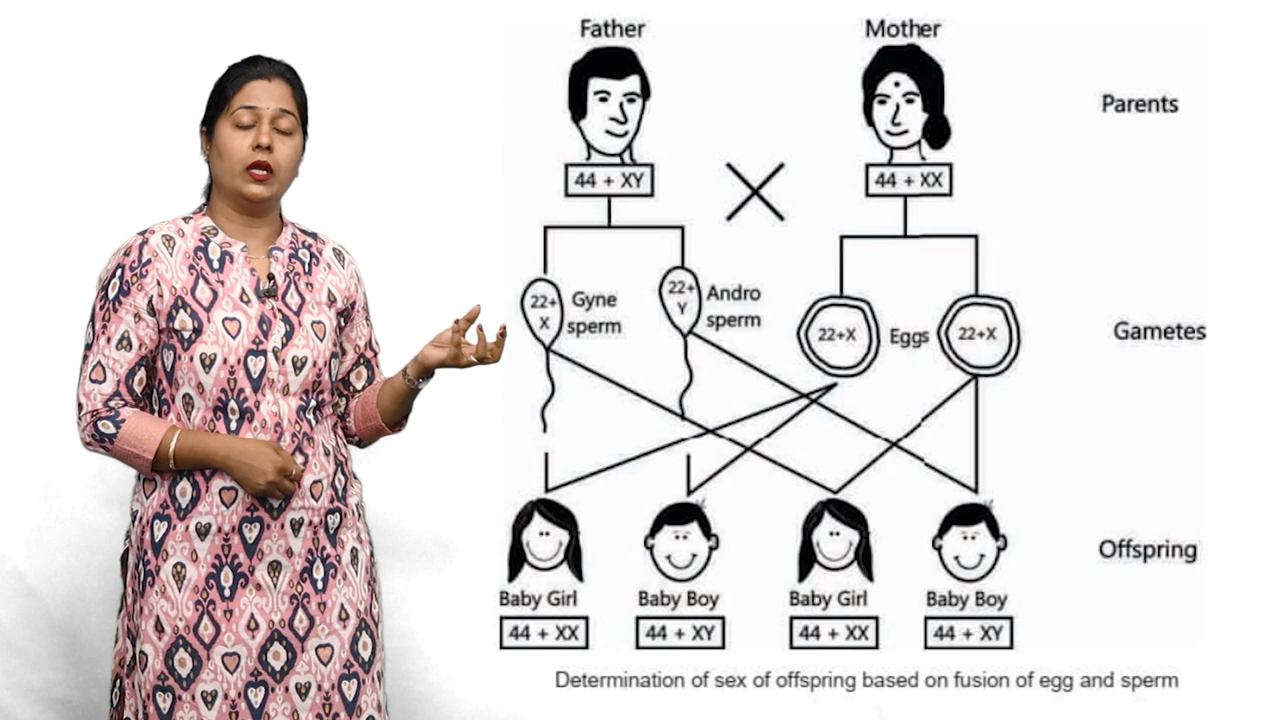 Father
Mother
Parents
44 + XY
44 + XX
22+
X
Gyne
sperm
22+
Y
Andro
sperm
22+X
Eggs
22+X
Gametes
Offspring
Baby Girl
Baby Boy
Baby Girl
Baby Boy
44 + XX
44 + XY
44 + XX
44 + XY
Determination of sex of offspring based on fusion of egg and sperm